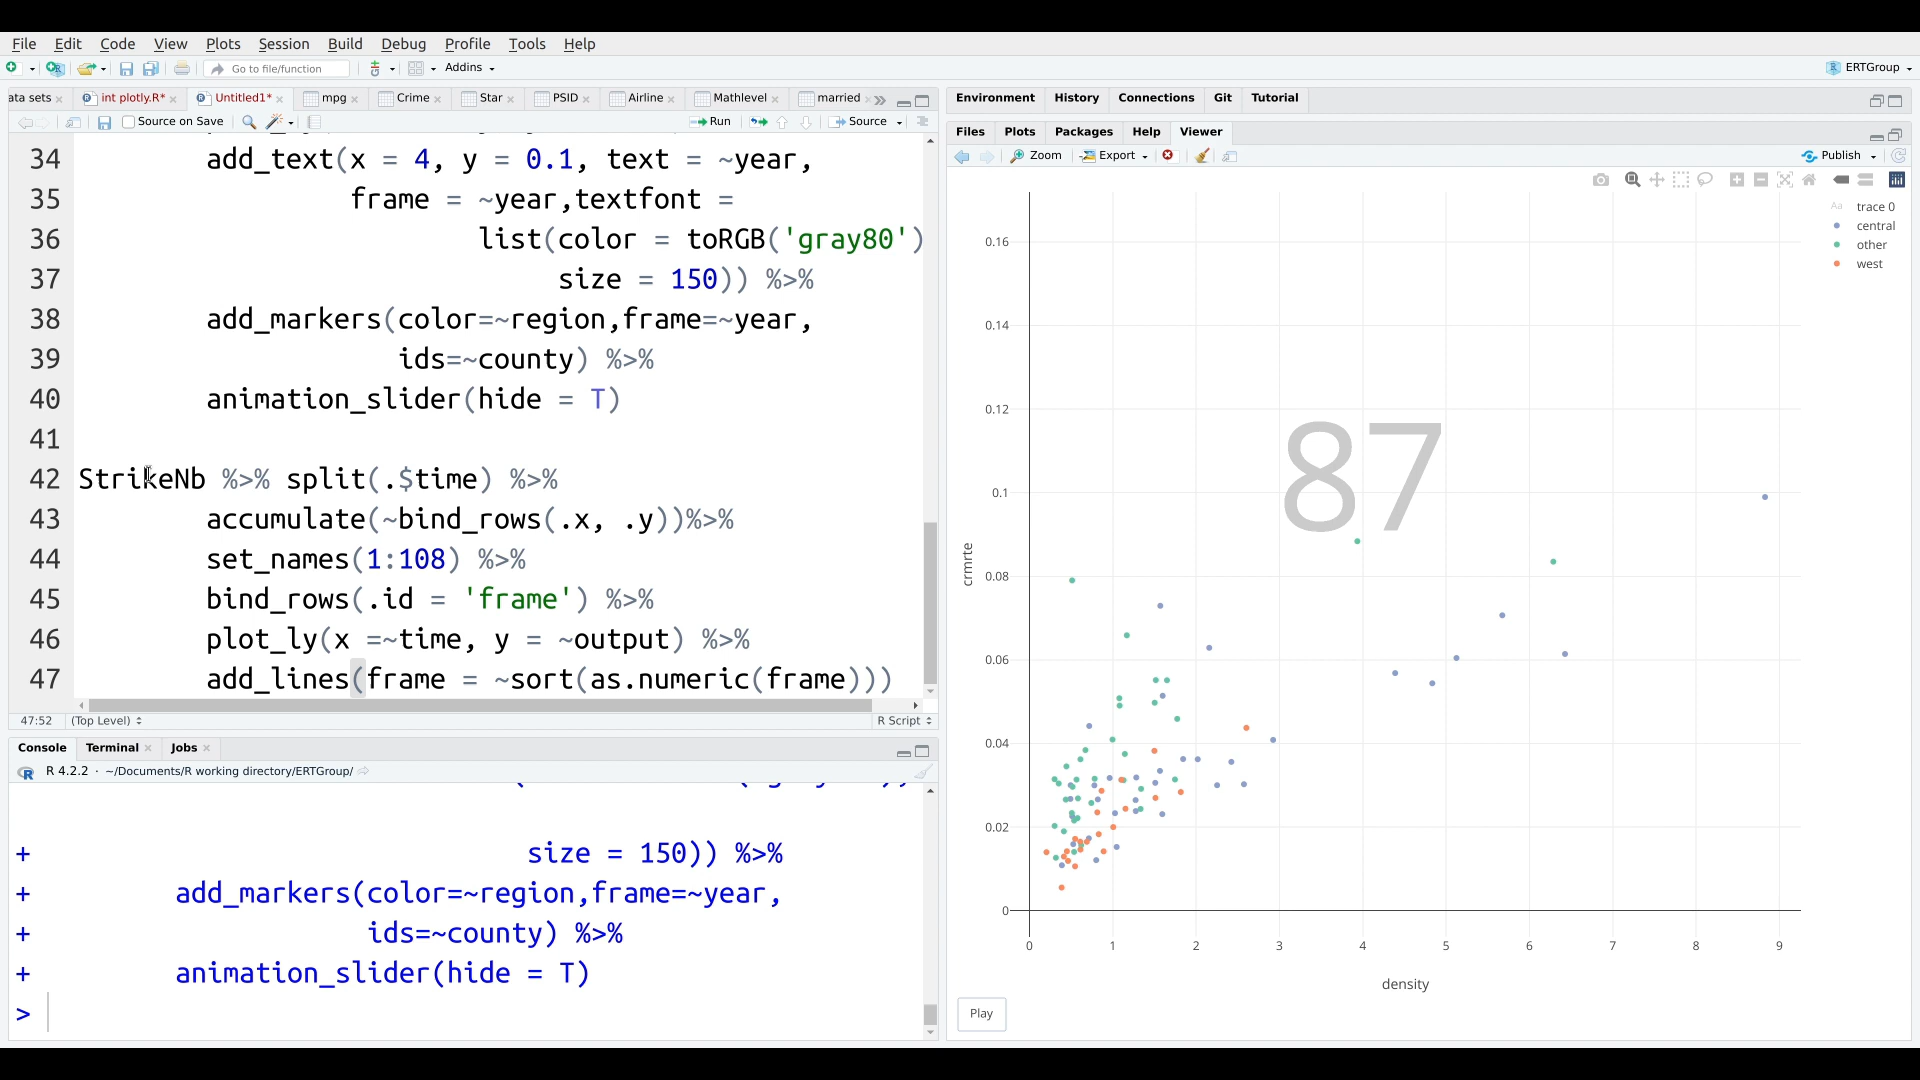 File Edit Code View Plots Session Build Debug Profile Tools Help
Go to file/function Addins ERTGroup
ata sets int plotly.R* Untitled1* mpg Crime Star PSID Airline Mathlevel married
Source on Save Run Source
34 add_text(x = 4, y = 0.1, text = ~year,
35 frame = ~year,textfont =
36 list(color = toRGB('gray80')
37 size = 150)) %>%
38 add_markers(color=~region,frame=~year,
39 ids=~county) %>%
40 animation_slider(hide = T)
41
42 StrikeNb %>% split(.$time) %>%
43 accumulate(~bind_rows(.x, .y))%>%
44 set_names(1:108) %>%
45 bind_rows(.id = 'frame') %>%
46 plot_ly(x =~time, y = ~output) %>%
47 add_lines(frame = ~sort(as.numeric(frame)))
47:52 (Top Level) R Script
Console Terminal Jobs
R 4.2.2 · ~/Documents/R working directory/ERTGroup/
+ size = 150)) %>%
+ add_markers(color=~region,frame=~year,
+ ids=~county) %>%
+ animation_slider(hide = T)
>
Environment History Connections Git Tutorial
Files Plots Packages Help Viewer
Zoom Export Publish
Aa trace 0
central
other
west
0.16
0.14
0.12
0.1
0.08
0.06
0.04
0.02
0
87
crmrte
0 1 2 3 4 5 6 7 8 9
density
Play